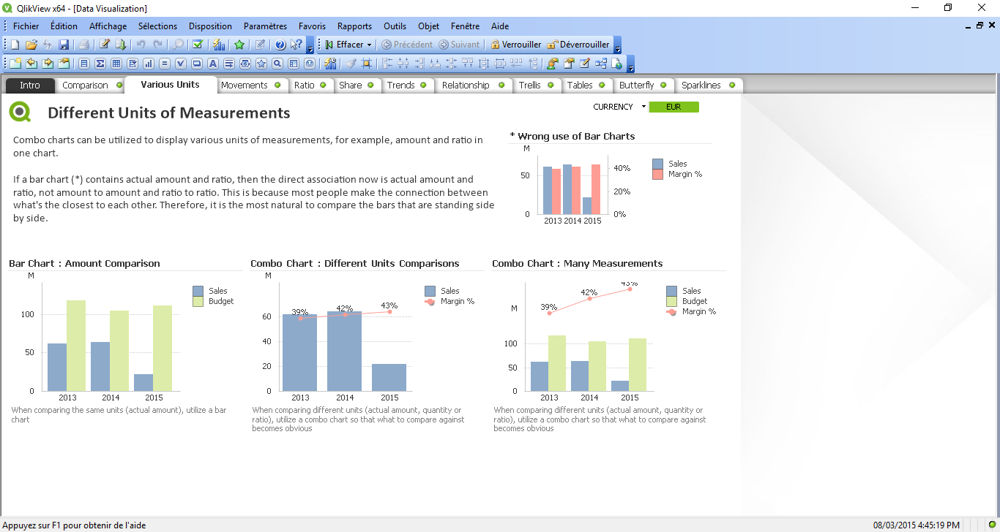 QlikView x64 - [Data Visualization]
Fichier Édition Affichage Sélections Disposition Paramètres Favoris Rapports Outils Objet Fenêtre Aide
Effacer Précédent Suivant Verrouiller Déverrouiller
Intro Comparison Various Units Movements Ratio Share Trends Relationship Trellis Tables Butterfly Sparklines
Different Units of Measurements
CURRENCY EUR
Combo charts can be utilized to display various units of measurements, for example, amount and ratio in
one chart.
If a bar chart (*) contains actual amount and ratio, then the direct association now is actual amount and
ratio, not amount to amount and ratio to ratio. This is because most people make the connection between
what's the closest to each other. Therefore, it is the most natural to compare the bars that are standing side
by side.
* Wrong use of Bar Charts
M
50
0
40%
20%
0%
2013 2014 2015
Sales
Margin %
Bar Chart : Amount Comparison
M
100
50
0
2013 2014 2015
Sales
Budget
When comparing the same units (actual amount), utilize a bar
chart
Combo Chart : Different Units Comparisons
M
60
40
20
0
39% 42% 43%
2013 2014 2015
Sales
Margin %
When comparing different units (actual amount, quantity or
ratio), utilize a combo chart so that what to compare against
becomes obvious
Combo Chart : Many Measurements
M
100
50
0
39% 42% 43%
2013 2014 2015
Sales
Budget
Margin %
When comparing different units (actual amount, quantity or
ratio), utilize a combo chart so that what to compare against
becomes obvious
Appuyez sur F1 pour obtenir de l'aide
08/03/2015 4:45:19 PM